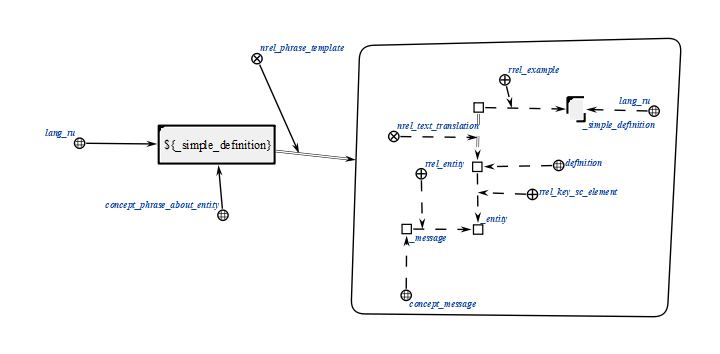 nrel_phrase_template
rrel_example
lang_ru
_simple_definition
nrel_text_translation
lang_ru
${_simple_definition}
rrel_entity
definition
rrel_key_sc_element
concept_phrase_about_entity
_entity
_message
concept_message